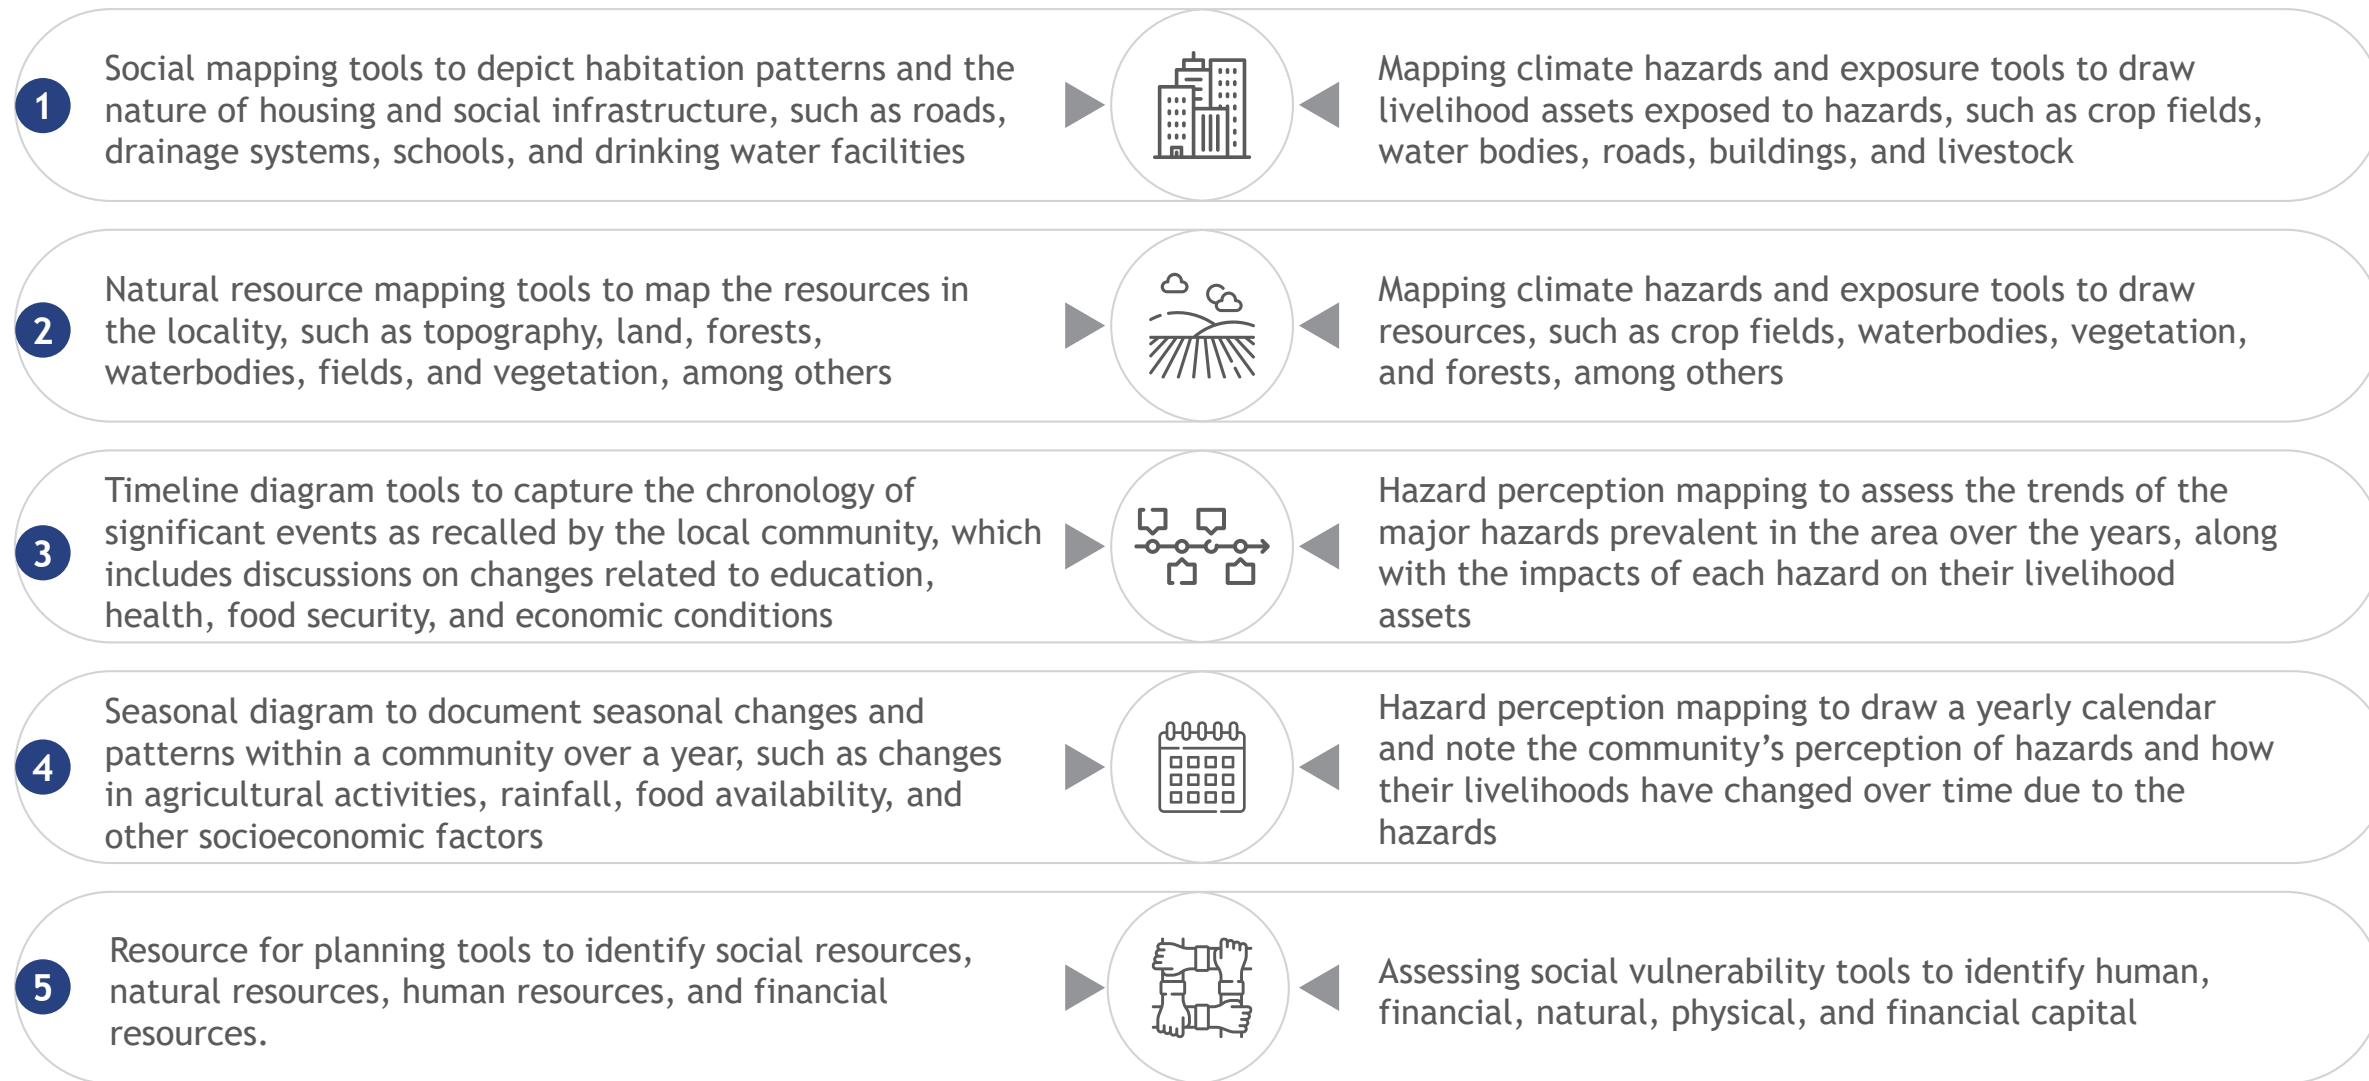 1
Social mapping tools to depict habitation patterns and the
nature of housing and social infrastructure, such as roads,
drainage systems, schools, and drinking water facilities
Mapping climate hazards and exposure tools to draw
livelihood assets exposed to hazards, such as crop fields,
water bodies, roads, buildings, and livestock
2
Natural resource mapping tools to map the resources in
the locality, such as topography, land, forests,
waterbodies, fields, and vegetation, among others
Mapping climate hazards and exposure tools to draw
resources, such as crop fields, waterbodies, vegetation,
and forests, among others
3
Timeline diagram tools to capture the chronology of
significant events as recalled by the local community, which
includes discussions on changes related to education,
health, food security, and economic conditions
Hazard perception mapping to assess the trends of the
major hazards prevalent in the area over the years, along
with the impacts of each hazard on their livelihood
assets
4
Seasonal diagram to document seasonal changes and
patterns within a community over a year, such as changes
in agricultural activities, rainfall, food availability, and
other socioeconomic factors
Hazard perception mapping to draw a yearly calendar
and note the community’s perception of hazards and how
their livelihoods have changed over time due to the
hazards
5
Resource for planning tools to identify social resources,
natural resources, human resources, and financial
resources.
Assessing social vulnerability tools to identify human,
financial, natural, physical, and financial capital